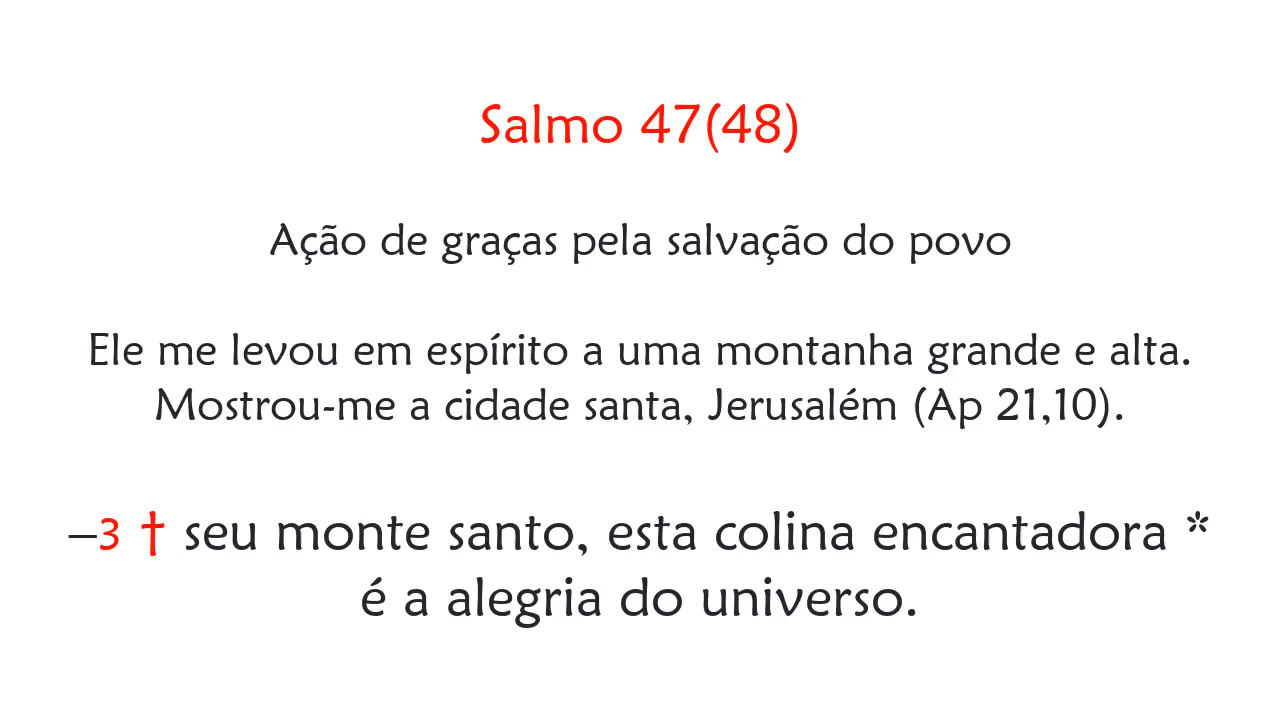 Salmo 47(48)
Ação de graças pela salvação do povo
Ele me levou em espírito a uma montanha grande e alta.
Mostrou-me a cidade santa, Jerusalém (Ap 21,10).
–3 † seu monte santo, esta colina encantadora *
é a alegria do universo.